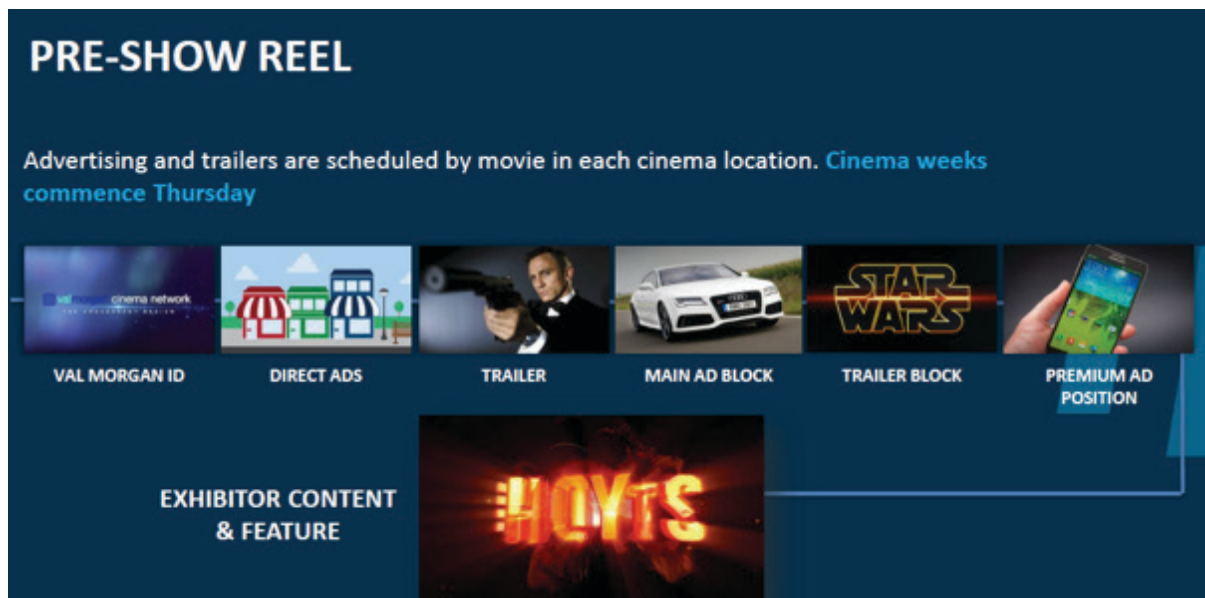 PRE-SHOW REEL
Advertising and trailers are scheduled by movie in each cinema location. Cinema weeks
commence Thursday
val morgan cinema network
STAR
WARS
VAL MORGAN ID
DIRECT ADS
TRAILER
MAIN AD BLOCK
TRAILER BLOCK
PREMIUM AD
POSITION
EXHIBITOR CONTENT
& FEATURE
HOYTS